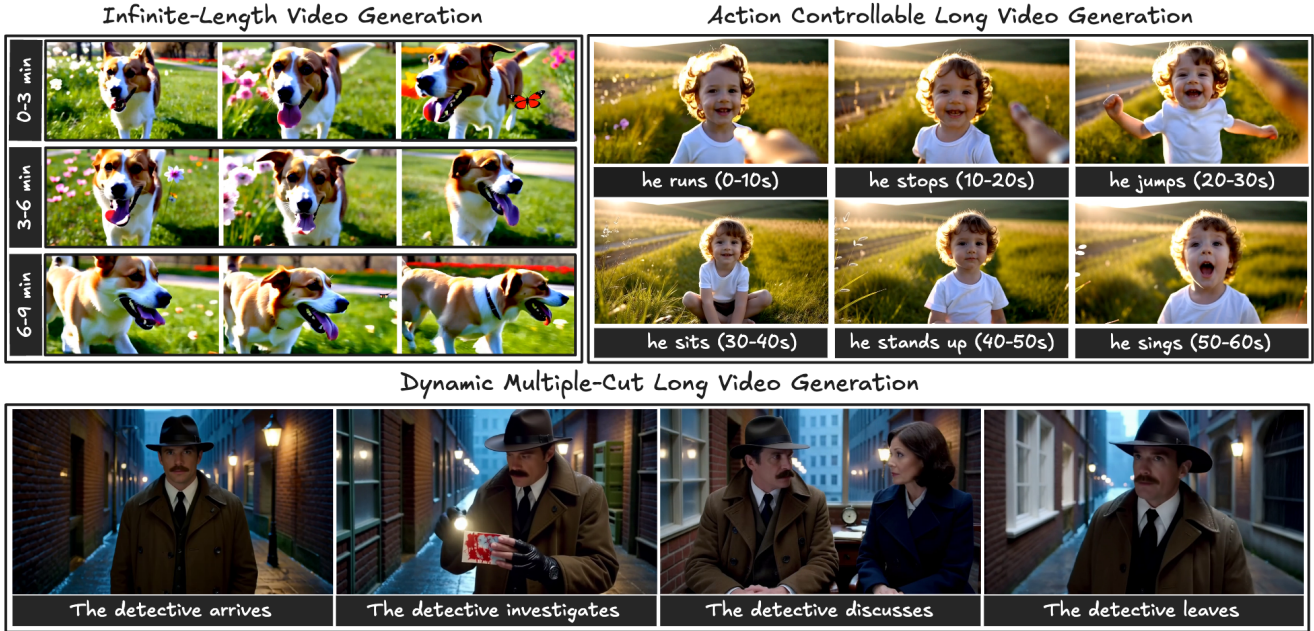 Infinite-Length Video Generation
0-3 min
3-6 min
6-9 min
Action Controllable Long Video Generation
he runs (0-10s)
he stops (10-20s)
he jumps (20-30s)
he sits (30-40s)
he stands up (40-50s)
he sings (50-60s)
Dynamic Multiple-Cut Long Video Generation
The detective arrives
The detective investigates
The detective discusses
The detective leaves